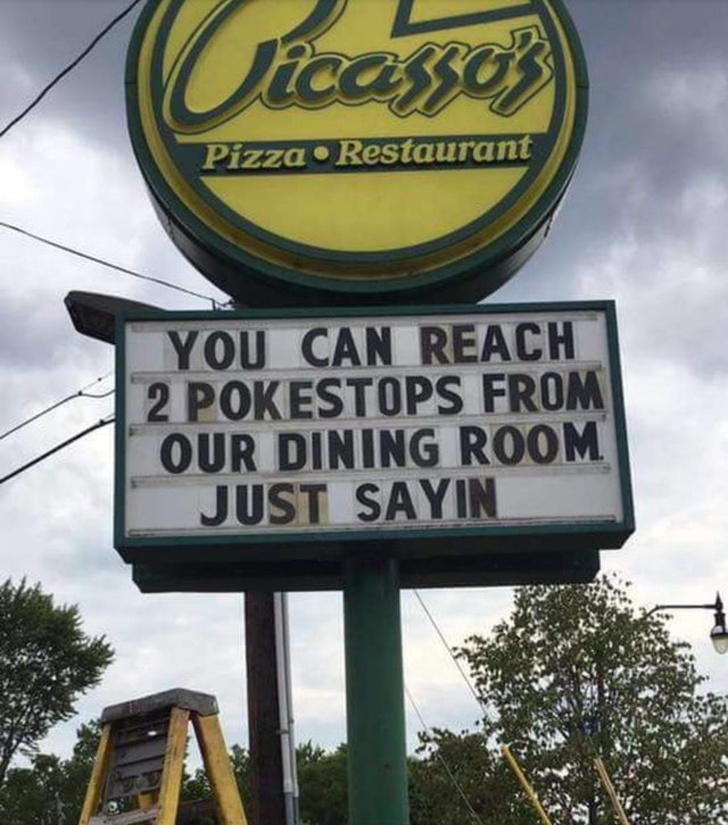 Picasso's
Pizza • Restaurant
YOU CAN REACH
2 POKESTOPS FROM
OUR DINING ROOM.
JUST SAYIN